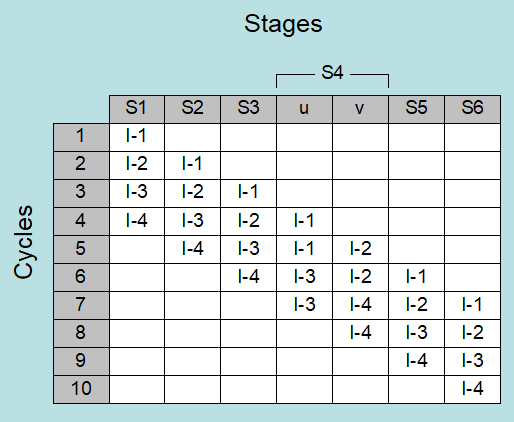 Stages
S4
S1 S2 S3 u v S5 S6
1 I-1
2 I-2 I-1
3 I-3 I-2 I-1
4 I-4 I-3 I-2 I-1
5 I-4 I-3 I-1 I-2
6 I-4 I-3 I-2 I-1
7 I-3 I-4 I-2 I-1
8 I-4 I-3 I-2
9 I-4 I-3
10 I-4
Cycles